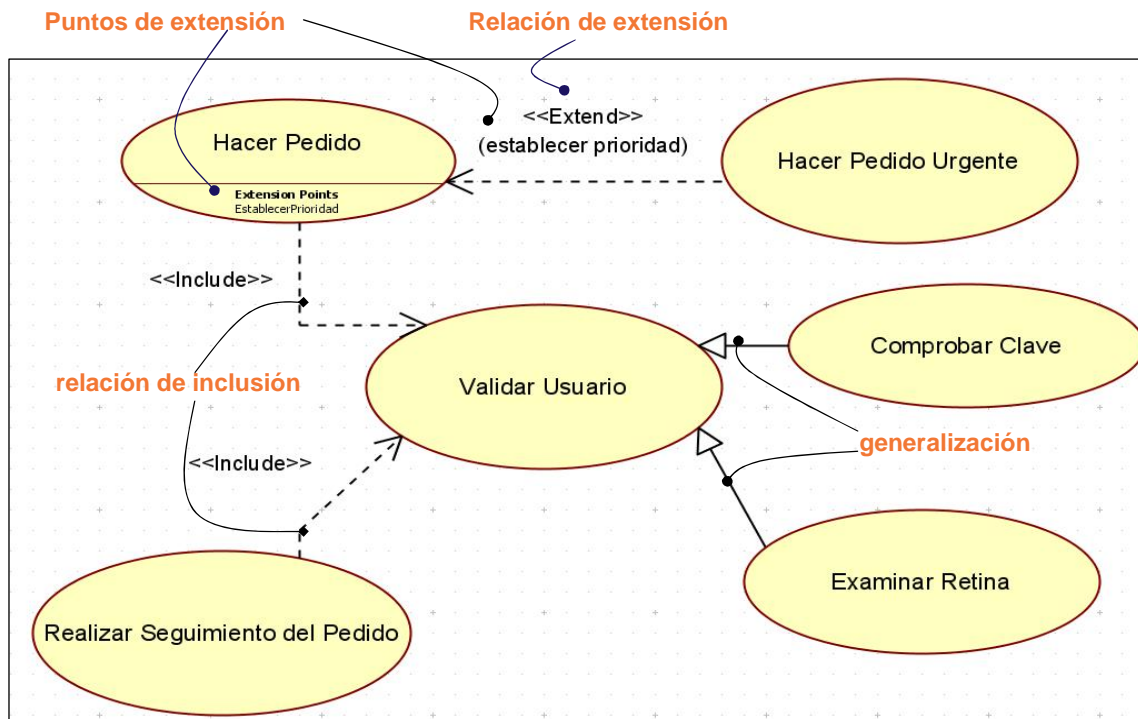 Puntos de extensión
Relación de extensión
<<Extend>>
(establecer prioridad)
Hacer Pedido
Extension Points
EstablecerPrioridad
Hacer Pedido Urgente
<<Include>>
Comprobar Clave
relación de inclusión
Validar Usuario
generalización
<<Include>>
Examinar Retina
Realizar Seguimiento del Pedido